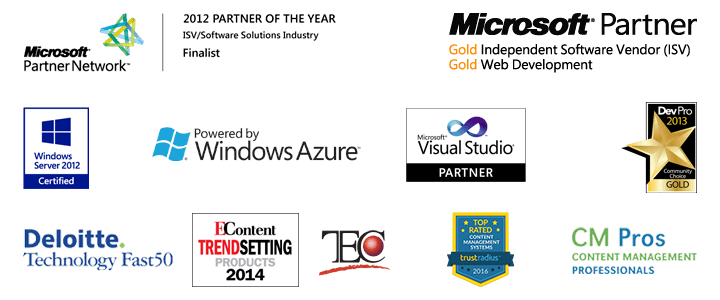 Microsoft
Partner Network
2012 PARTNER OF THE YEAR
ISV/Software Solutions Industry
Finalist
Microsoft Partner
Gold Independent Software Vendor (ISV)
Gold Web Development
Windows
Server 2012
Certified
Powered by
Windows Azure
Microsoft
Visual Studio
PARTNER
DevPro
2013
Community
Choice
GOLD
Deloitte.
Technology Fast50
EContent
TRENDSETTING
PRODUCTS
2014
TEC
TOP
RATED
CONTENT
MANAGEMENT
SYSTEMS
trustradius
2016
CM Pros
CONTENT MANAGEMENT
PROFESSIONALS